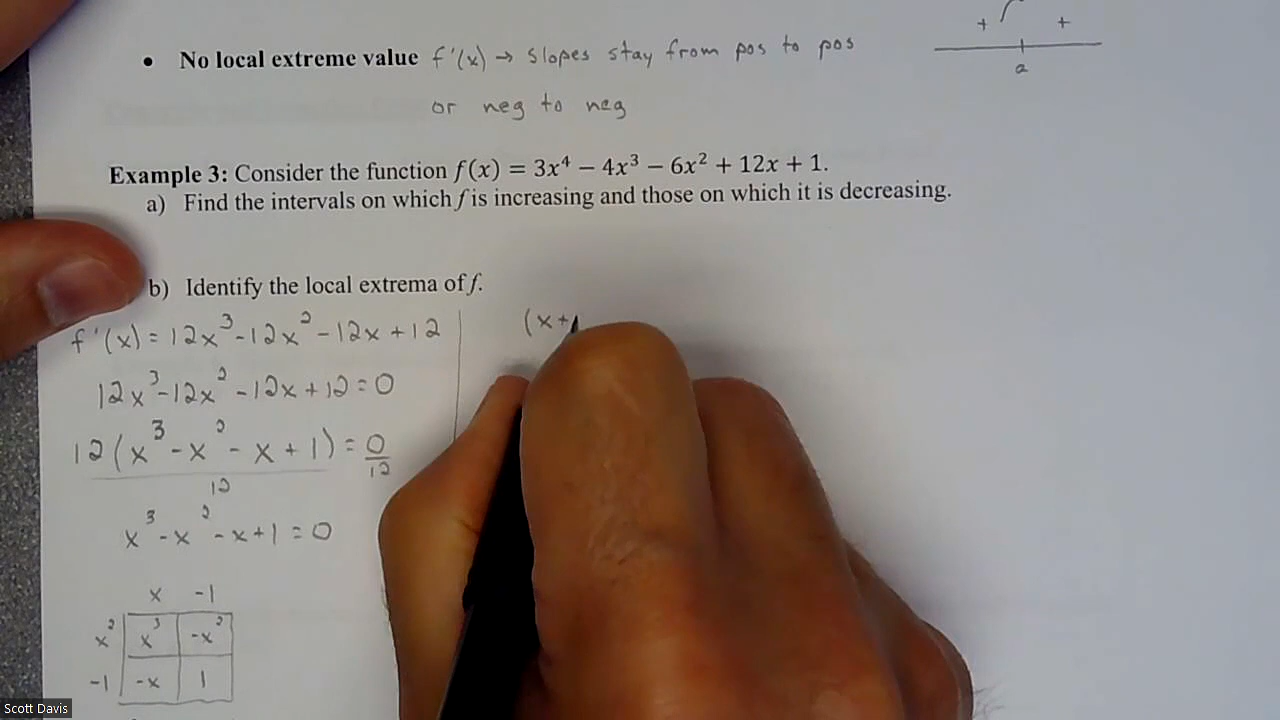 + +
a
• No local extreme value f'(x) → slopes stay from pos to pos
or neg to neg
Example 3: Consider the function f(x) = 3x⁴ − 4x³ − 6x² + 12x + 1.
a) Find the intervals on which f is increasing and those on which it is decreasing.
b) Identify the local extrema of f.
f'(x) = 12x³ - 12x² - 12x + 12
(x+
12x³ - 12x² - 12x + 12 = 0
12(x³ - x² - x + 1) = 0
12 12
x³ - x² - x + 1 = 0
x -1
x² x³ -x²
-1 -x 1
Scott Davis